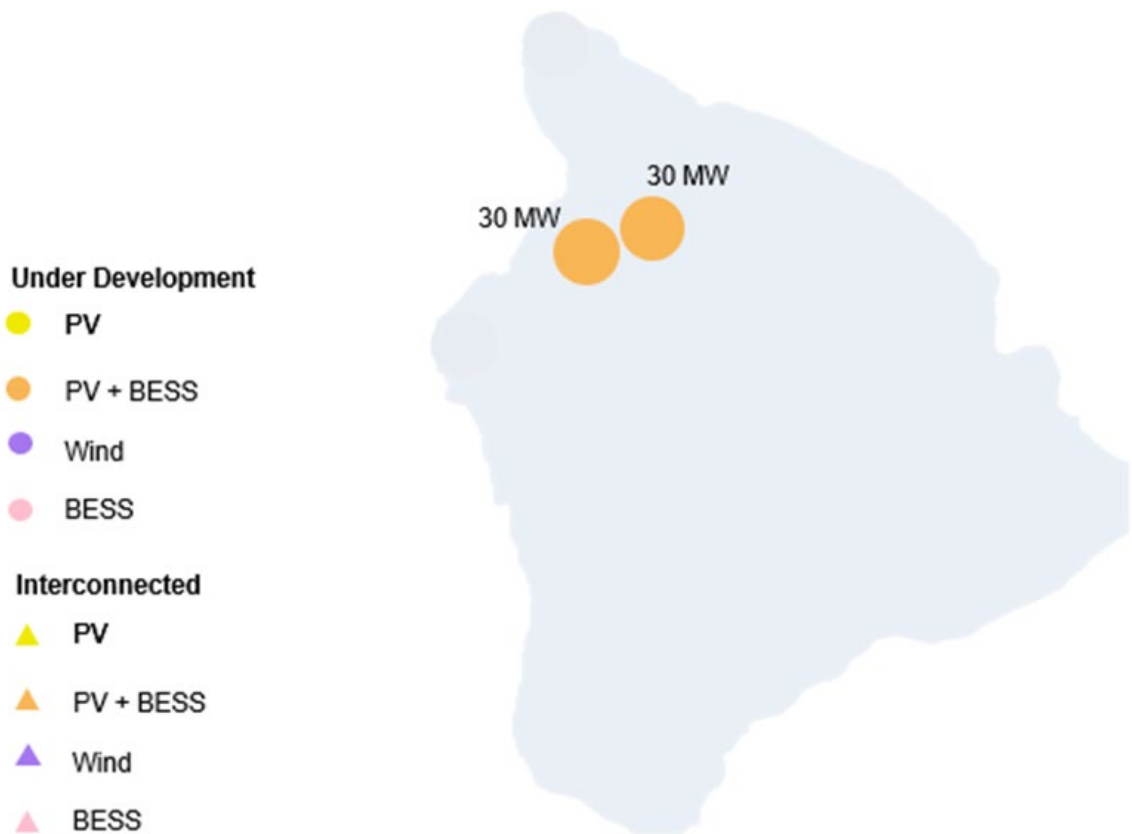 30 MW
30 MW
Under Development
PV
PV + BESS
Wind
BESS
Interconnected
PV
PV + BESS
Wind
BESS